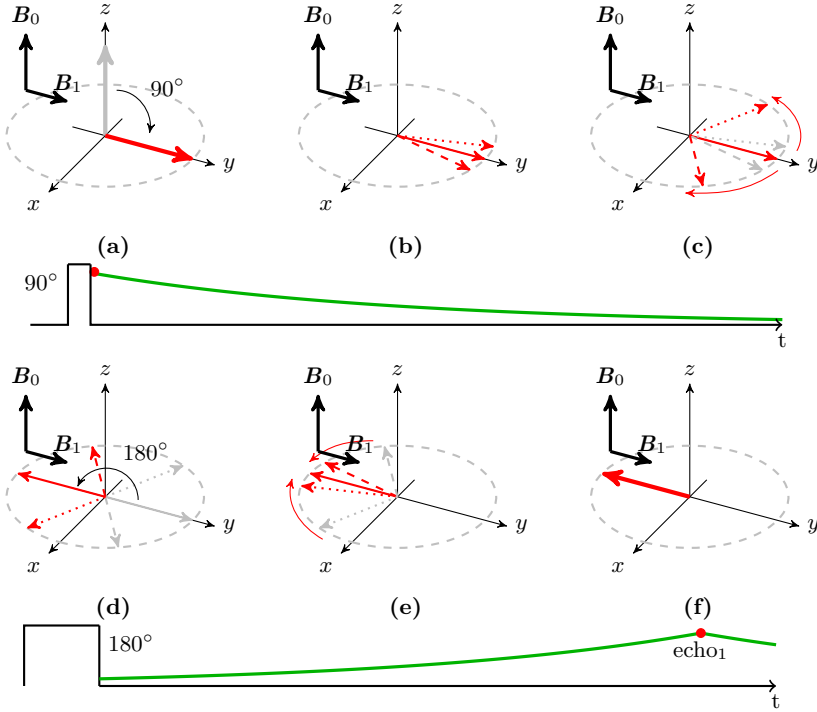 B₀ z B₁ 90° y x
B₀ z B₁ y x
B₀ z B₁ y x
(a) (b) (c)
90°
t
B₀ z B₁ 180° y x
B₀ z B₁ y x
B₀ z B₁ y x
(d) (e) (f)
180°
echo₁
t